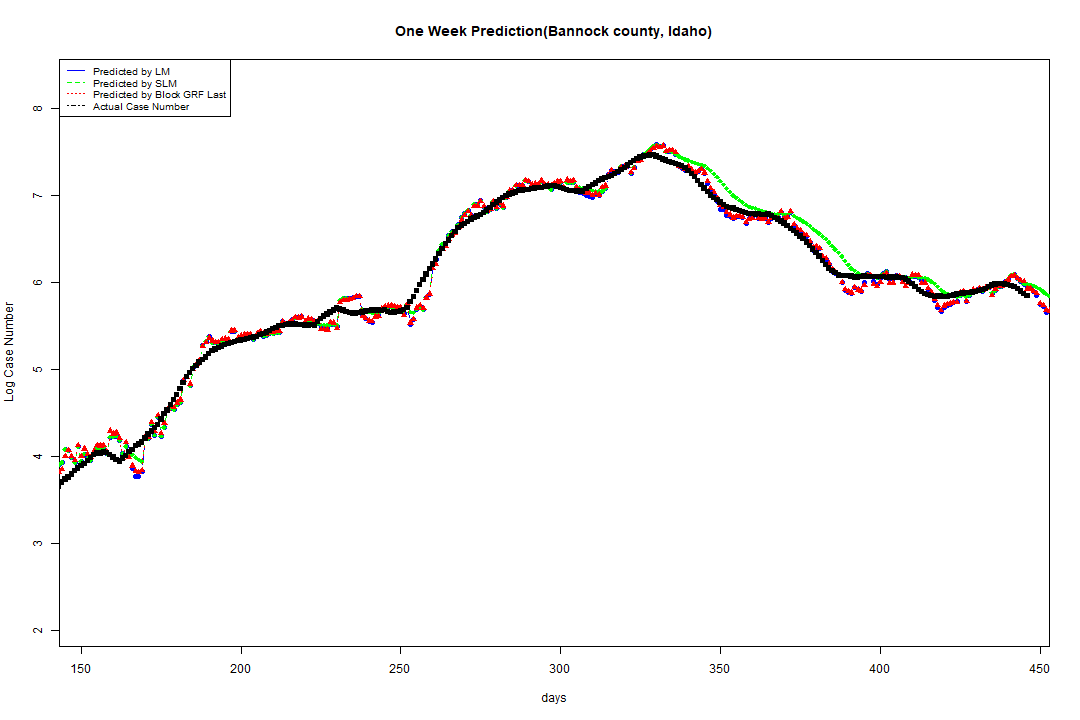 One Week Prediction(Bannock county, Idaho)
Predicted by LM
Predicted by SLM
Predicted by Block GRF Last
Actual Case Number
8
7
6
5
4
3
2
Log Case Number
150 200 250 300 350 400 450
days